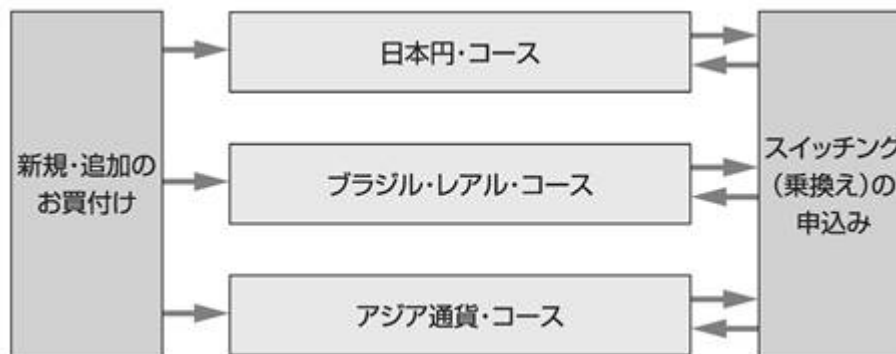 新規・追加の
お買付け
日本円・コース
ブラジル・レアル・コース
アジア通貨・コース
スイッチング
（乗換え）の
申込み